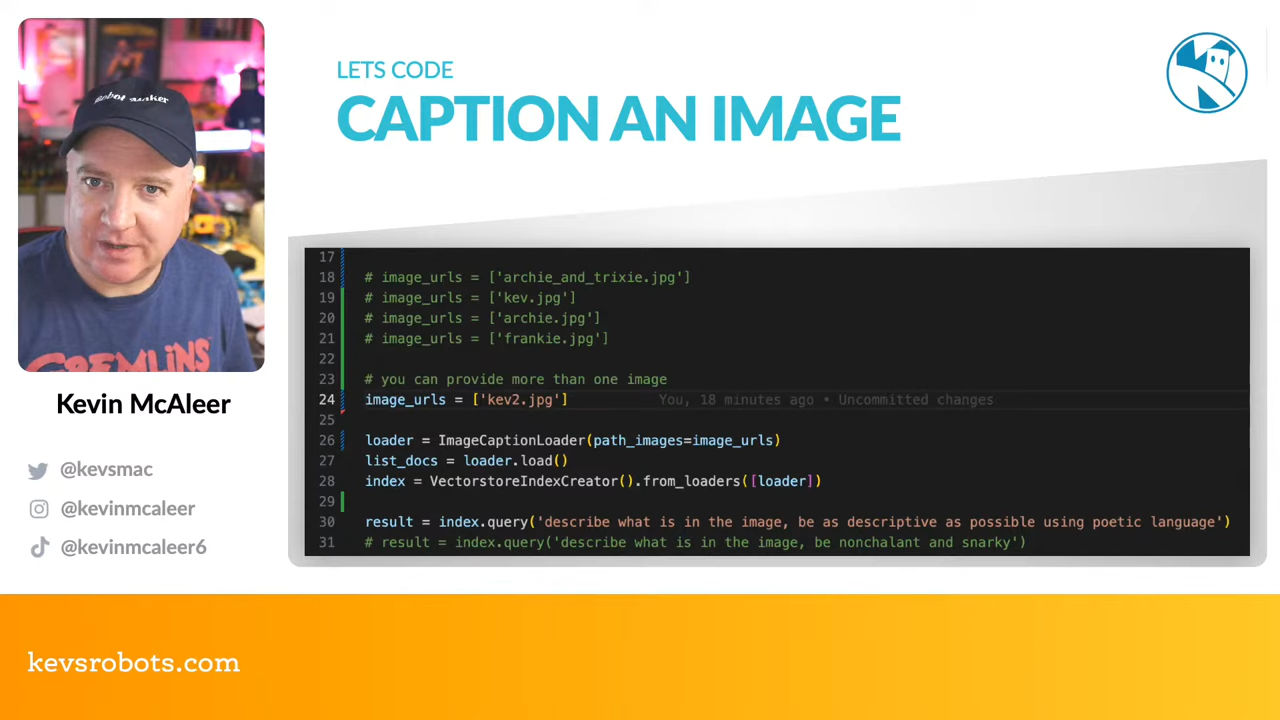 LETS CODE
CAPTION AN IMAGE
Robot Maker
GREMLINS
Kevin McAleer
@kevsmac
@kevinmcaleer
@kevinmcaleer6
17
18 # image_urls = ['archie_and_trixie.jpg']
19 # image_urls = ['kev.jpg']
20 # image_urls = ['archie.jpg']
21 # image_urls = ['frankie.jpg']
22
23 # you can provide more than one image
24 image_urls = ['kev2.jpg'] You, 18 minutes ago • Uncommitted changes
25
26 loader = ImageCaptionLoader(path_images=image_urls)
27 list_docs = loader.load()
28 index = VectorstoreIndexCreator().from_loaders([loader])
29
30 result = index.query('describe what is in the image, be as descriptive as possible using poetic language')
31 # result = index.query('describe what is in the image, be nonchalant and snarky')
kevsrobots.com